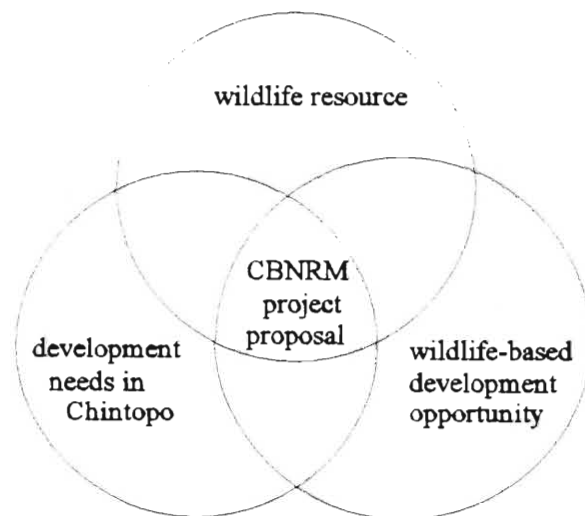 wildlife resource
CBNRM
project
proposal
development
needs in
Chintopo
wildlife-based
development
opportunity